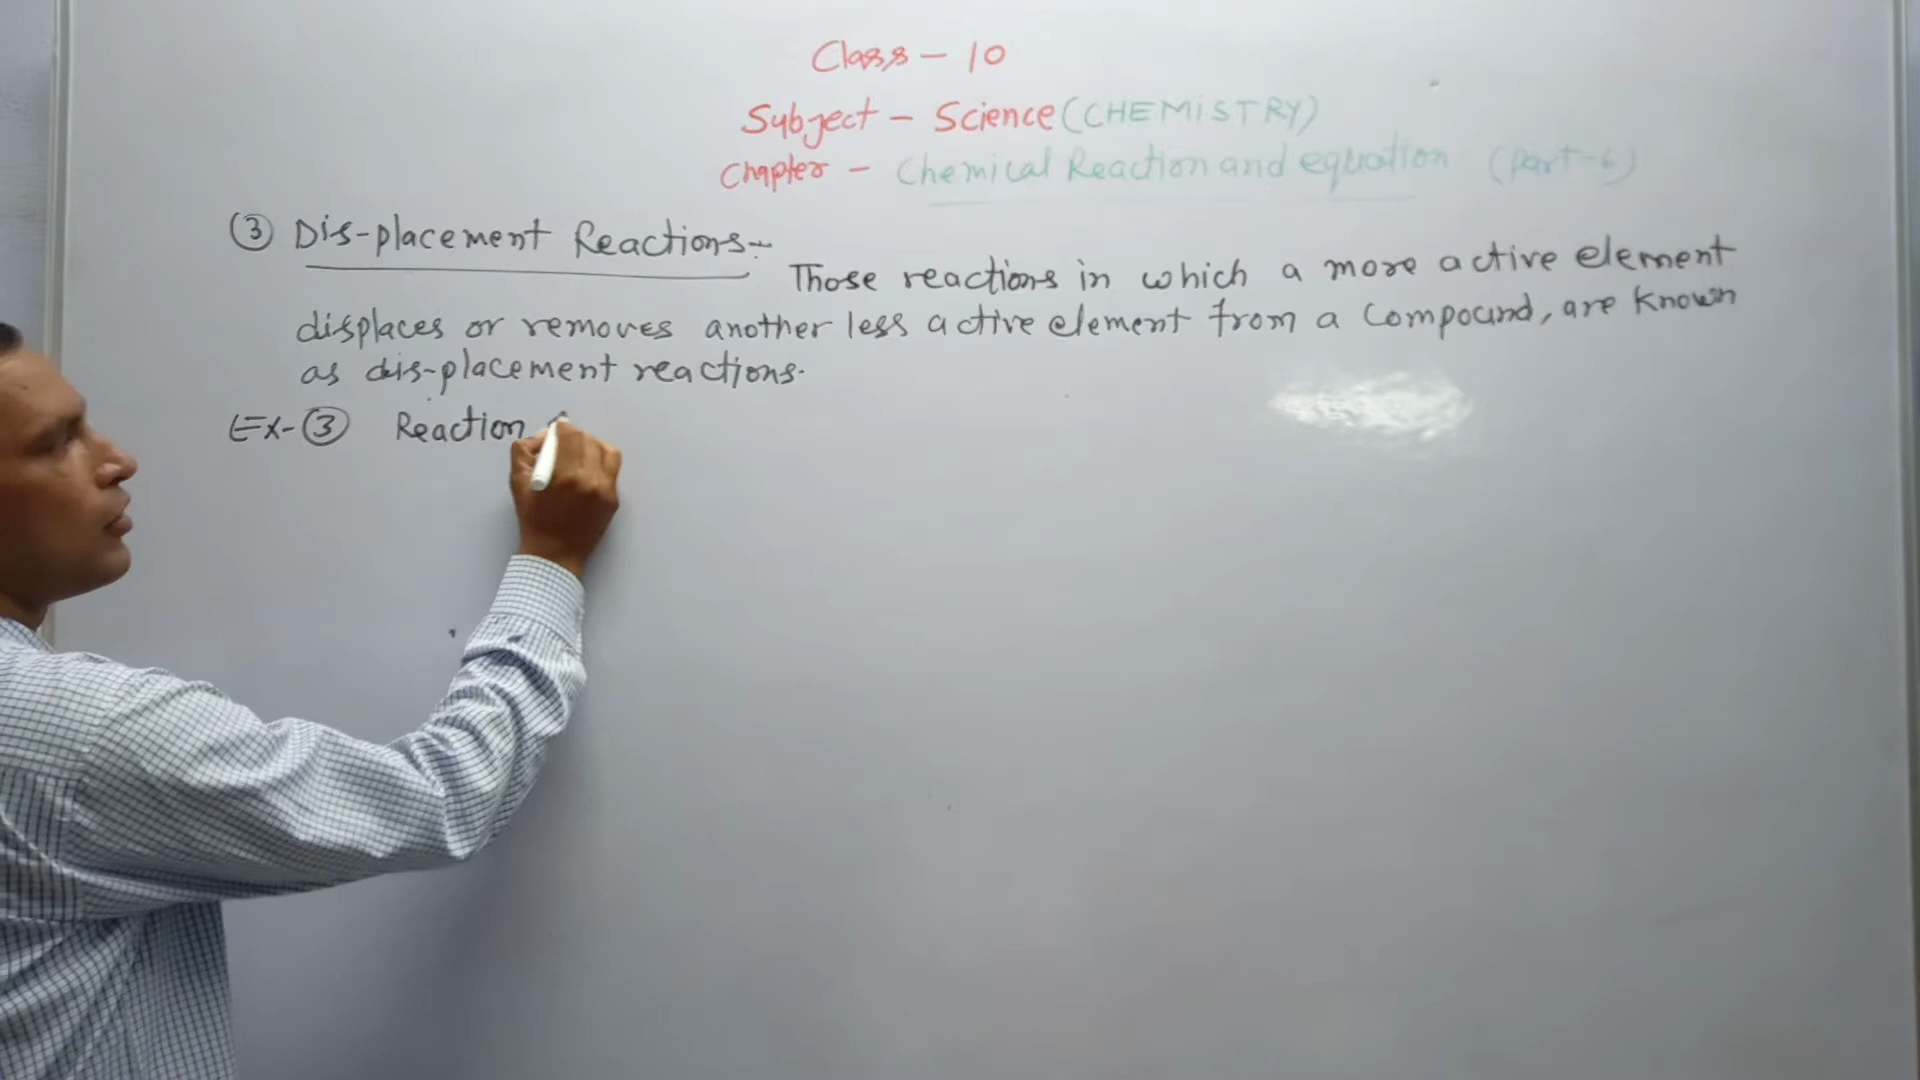 Class - 10
Subject - Science (CHEMISTRY)
Chapter - Chemical Reaction and equation (Part-6)
③ Dis-placement Reactions-
Those reactions in which a more active element
displaces or removes another less active element from a compound, are known
as dis-placement reactions.
Ex- ③ Reaction